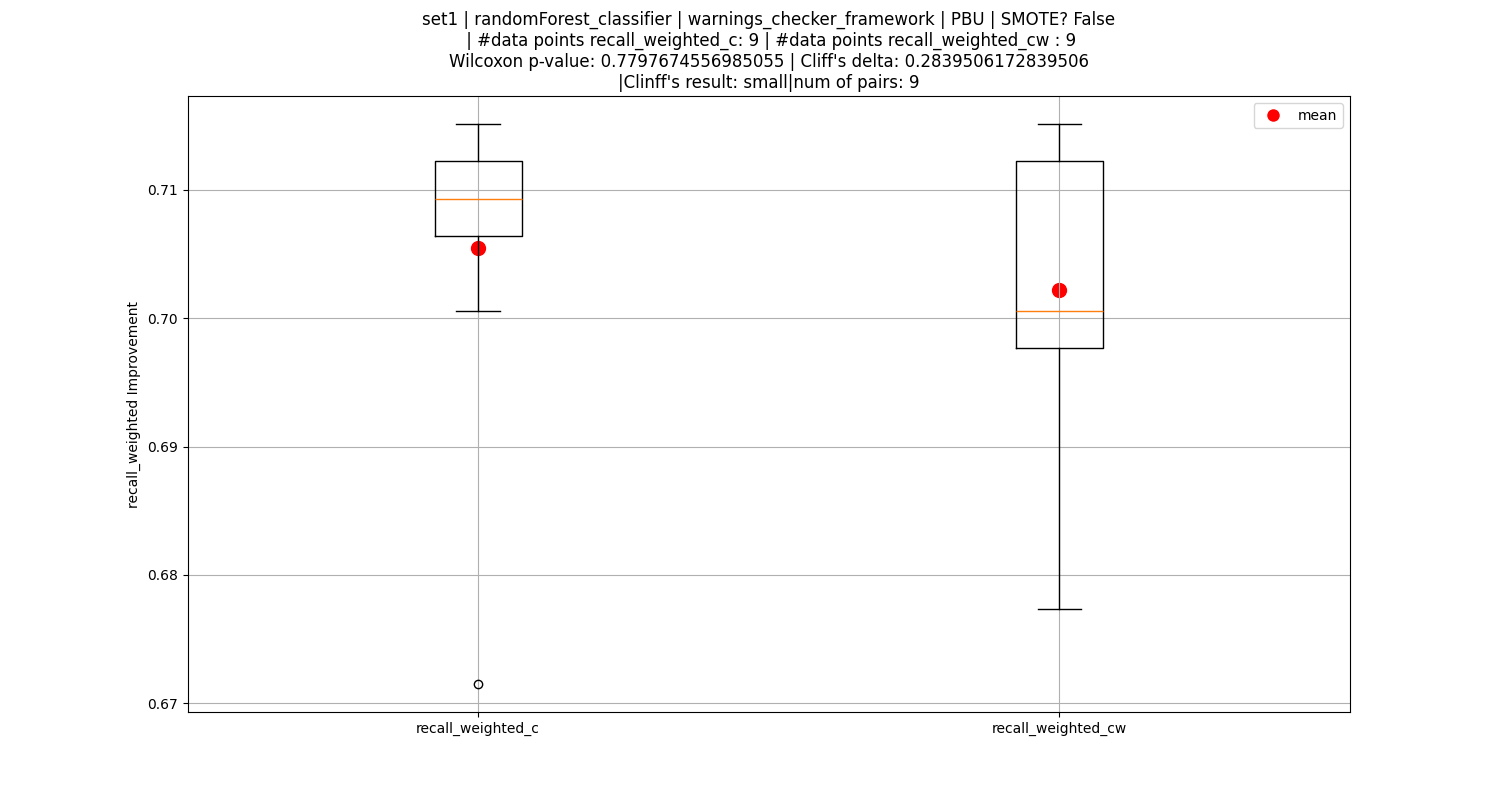 set1 | randomForest_classifier | warnings_checker_framework | PBU | SMOTE? False
| #data points recall_weighted_c: 9 | #data points recall_weighted_cw : 9
Wilcoxon p-value: 0.7797674556985055 | Cliff's delta: 0.2839506172839506
|Clinff's result: small|num of pairs: 9
mean
0.71
0.70
0.69
0.68
0.67
recall_weighted Improvement
recall_weighted_c
recall_weighted_cw